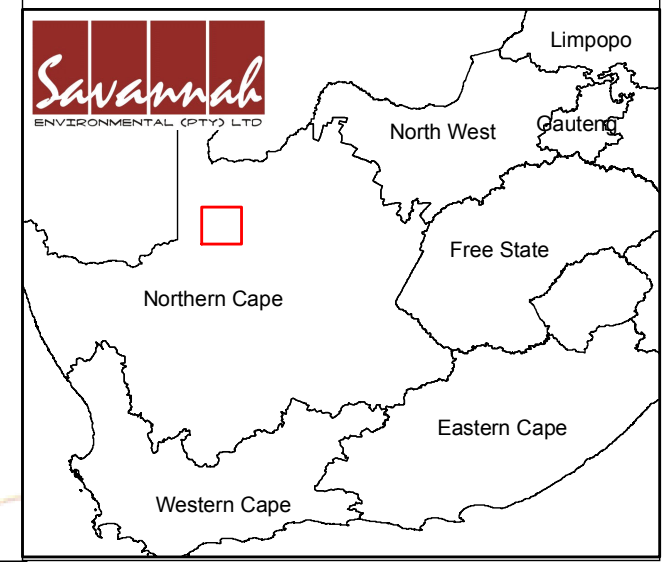 Savannah
ENVIRONMENTAL (PTY) LTD
Limpopo
North West
Gauteng
Free State
Northern Cape
Eastern Cape
Western Cape